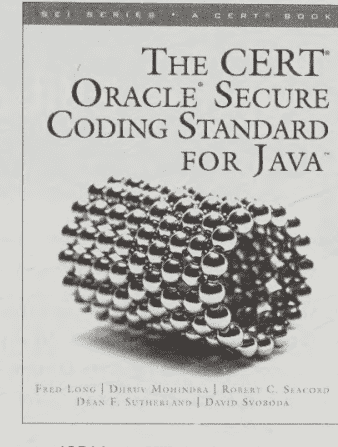 SEI SERIES • A CERT® BOOK
THE CERT®
ORACLE® SECURE
CODING STANDARD
FOR JAVA™
FRED LONG | DHRUV MOHINDRA | ROBERT C. SEACORD
DEAN F. SUTHERLAND | DAVID SVOBODA